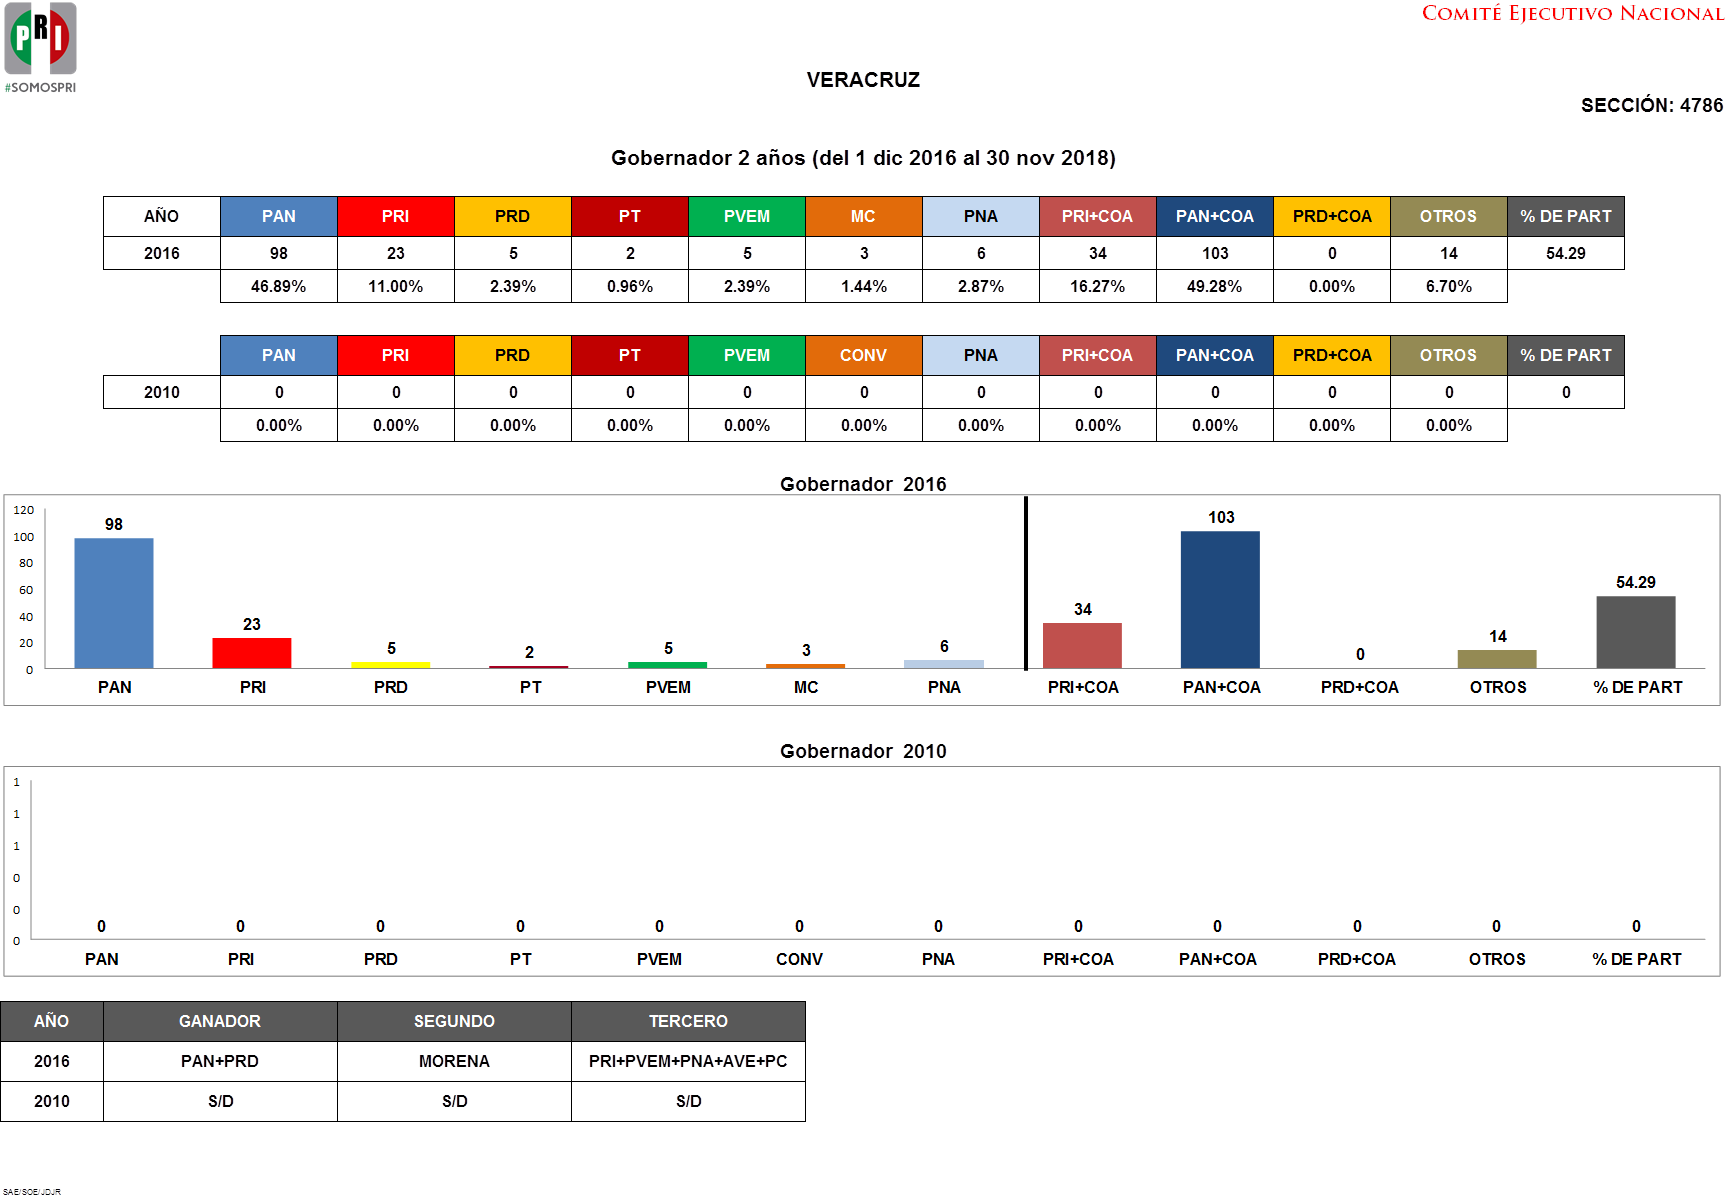 PRI
#SOMOSPRI
COMITÉ EJECUTIVO NACIONAL
VERACRUZ
SECCIÓN: 4786
Gobernador 2 años (del 1 dic 2016 al 30 nov 2018)
AÑO PAN PRI PRD PT PVEM MC PNA PRI+COA PAN+COA PRD+COA OTROS % DE PART
2016 98 23 5 2 5 3 6 34 103 0 14 54.29
46.89% 11.00% 2.39% 0.96% 2.39% 1.44% 2.87% 16.27% 49.28% 0.00% 6.70%
PAN PRI PRD PT PVEM CONV PNA PRI+COA PAN+COA PRD+COA OTROS % DE PART
2010 0 0 0 0 0 0 0 0 0 0 0 0
0.00% 0.00% 0.00% 0.00% 0.00% 0.00% 0.00% 0.00% 0.00% 0.00% 0.00%
Gobernador 2016
120
100
80
60
40
20
0
98 23 5 2 5 3 6 34 103 0 14 54.29
PAN PRI PRD PT PVEM MC PNA PRI+COA PAN+COA PRD+COA OTROS % DE PART
Gobernador 2010
1
1
1
0
0
0
0 0 0 0 0 0 0 0 0 0 0 0
PAN PRI PRD PT PVEM CONV PNA PRI+COA PAN+COA PRD+COA OTROS % DE PART
AÑO GANADOR SEGUNDO TERCERO
2016 PAN+PRD MORENA PRI+PVEM+PNA+AVE+PC
2010 S/D S/D S/D
SAE/SOE/JDJR